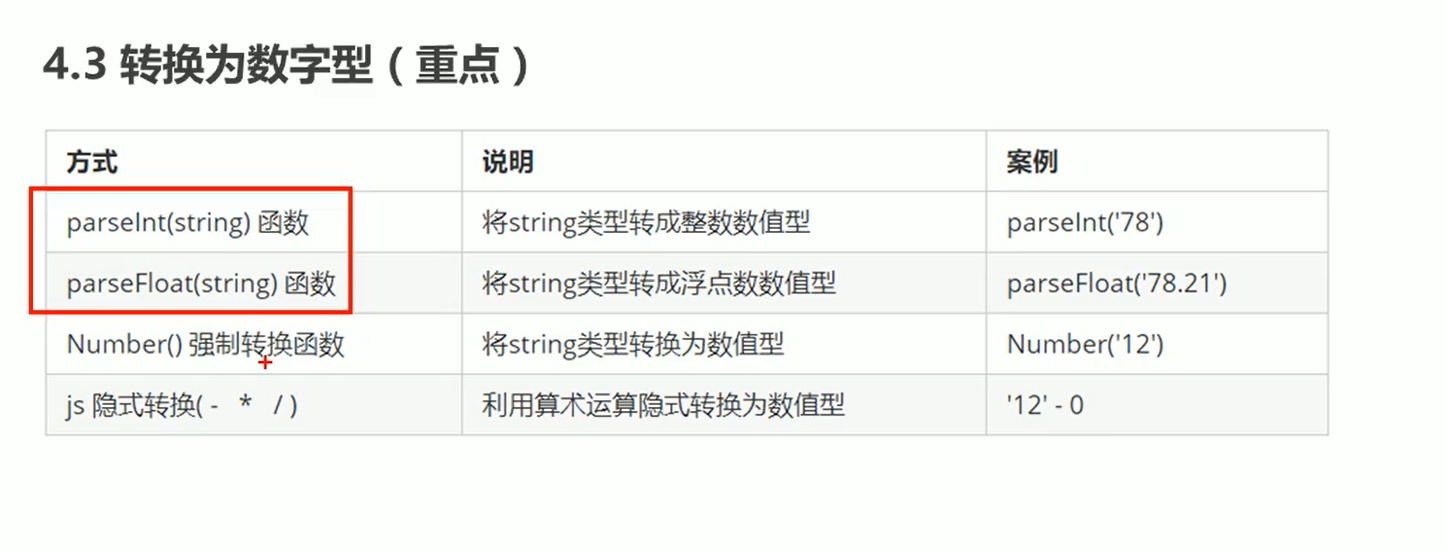 4.3 转换为数字型（重点）
方式 说明 案例
parseInt(string) 函数 将string类型转成整数数值型 parseInt('78')
parseFloat(string) 函数 将string类型转成浮点数数值型 parseFloat('78.21')
Number() 强制转换函数 将string类型转换为数值型 Number('12')
js 隐式转换( - * / ) 利用算术运算隐式转换为数值型 '12' - 0